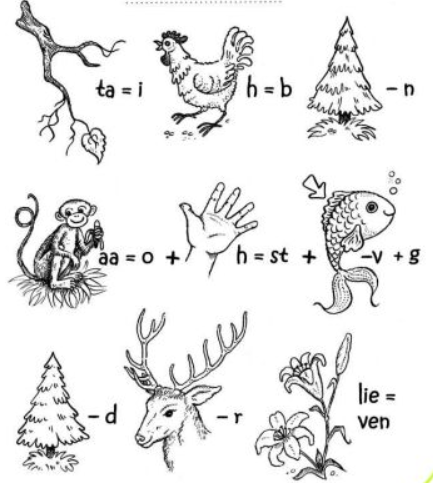 ta = i h = b - n
aa = o + h = st + -v + g
- d - r lie =
ven